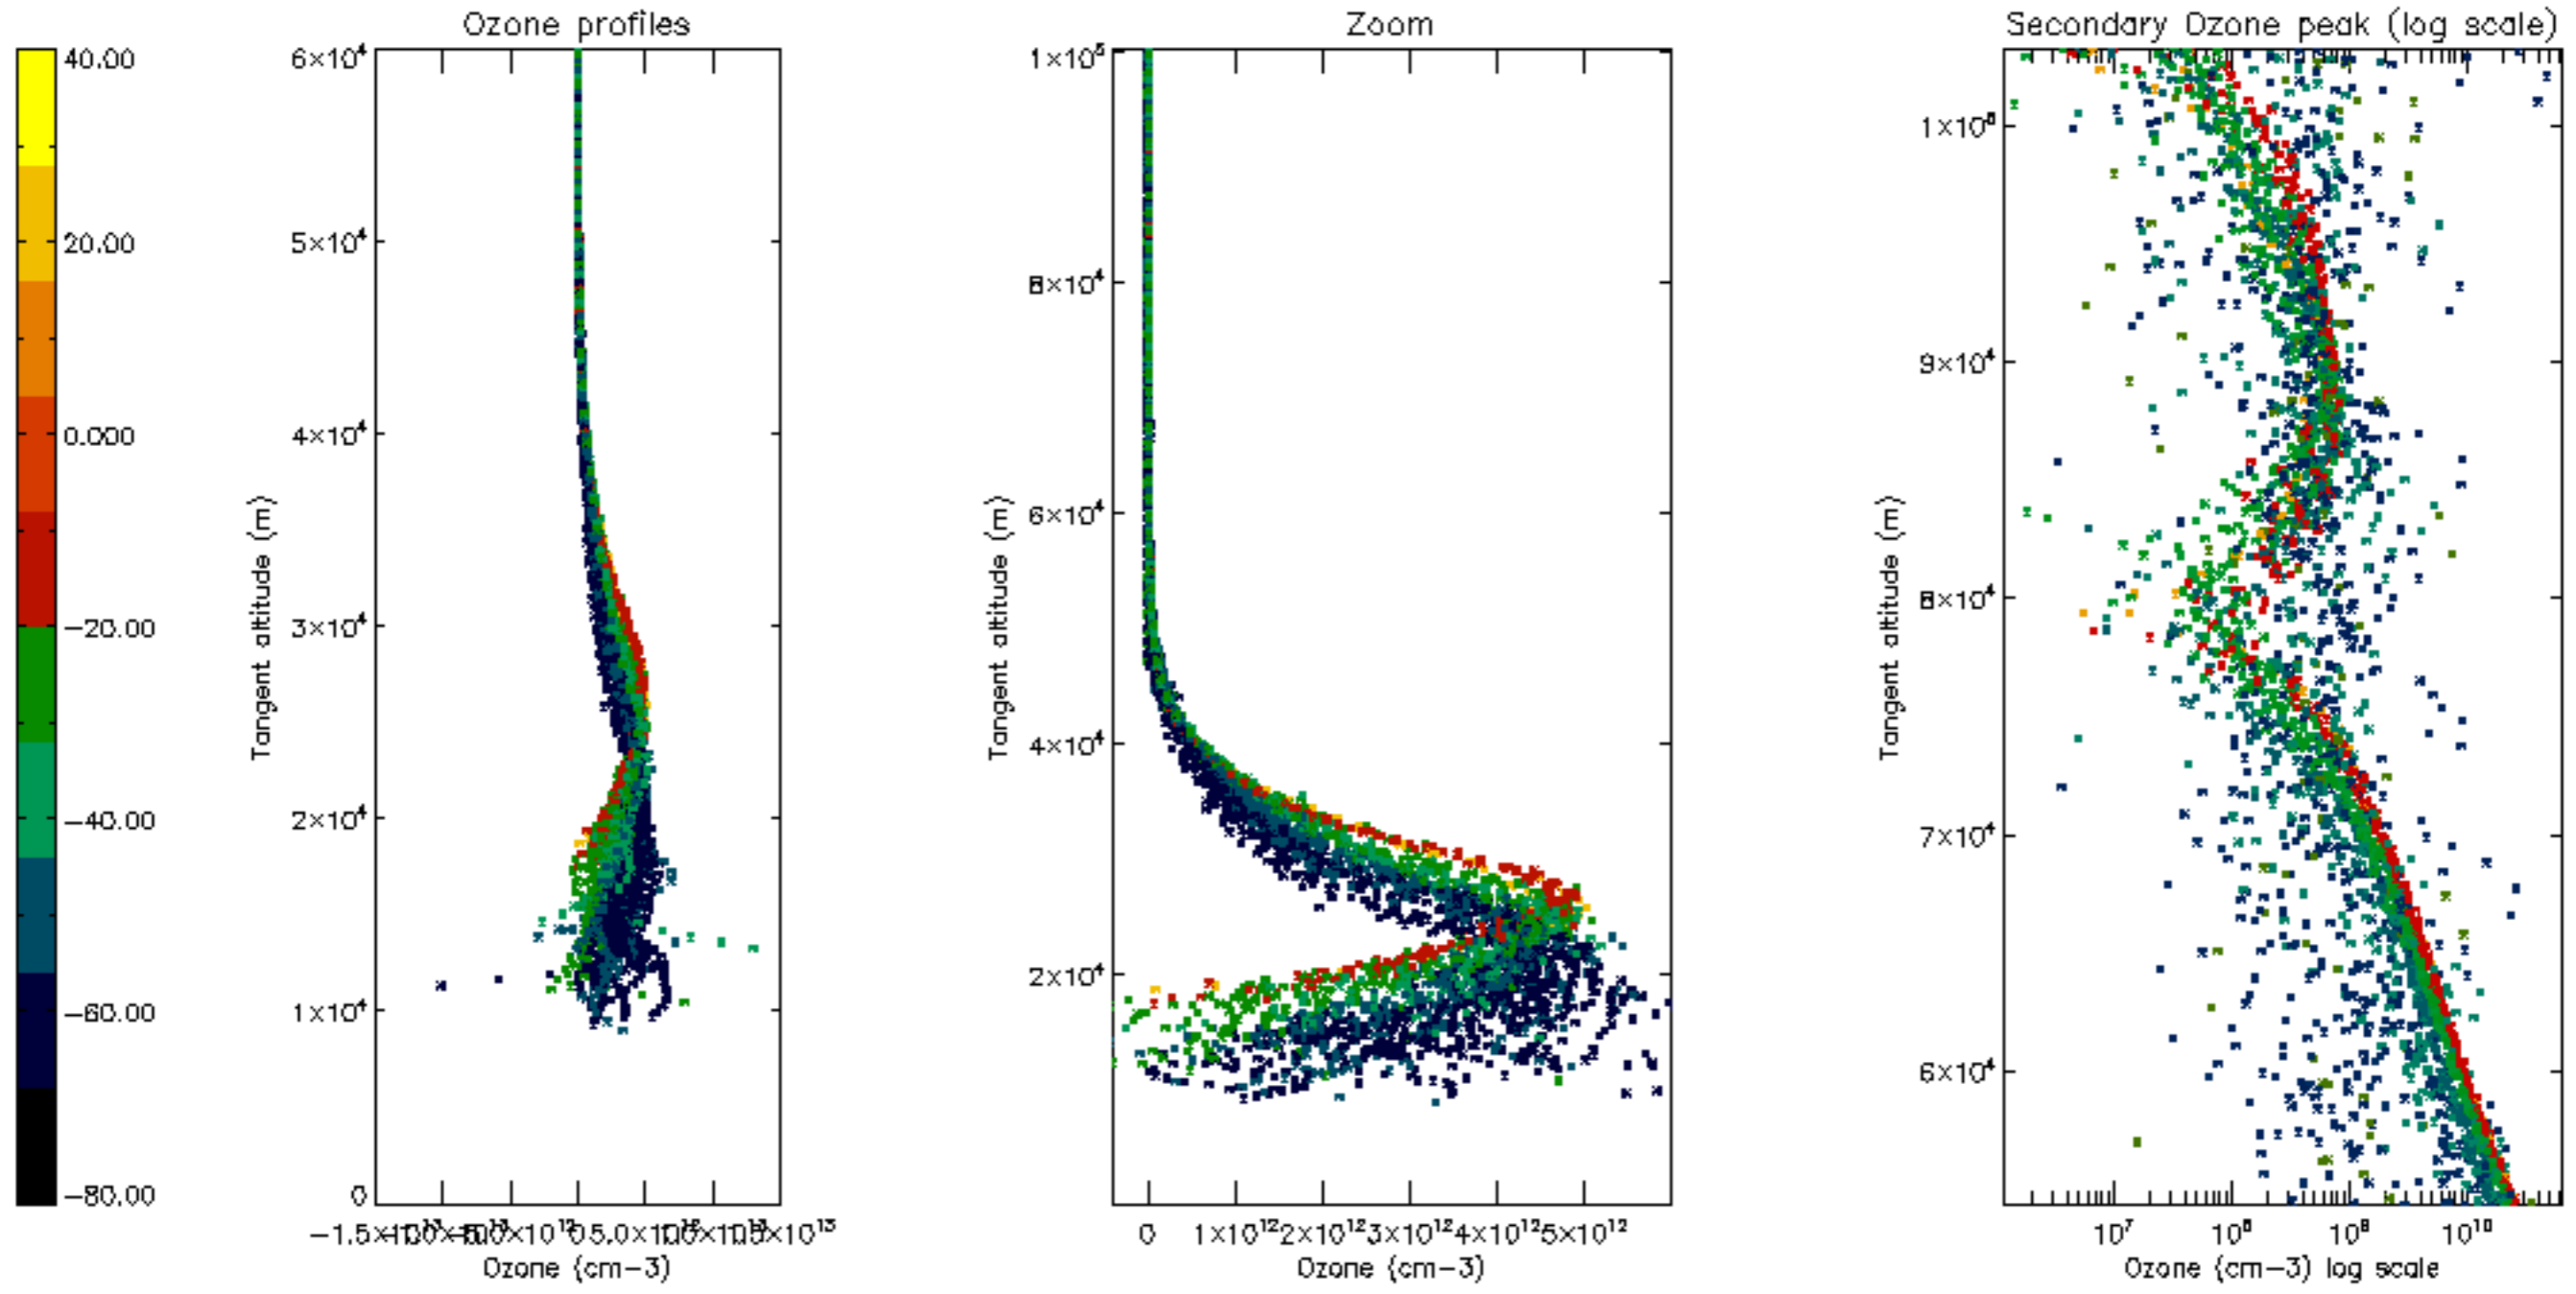 Ozone profiles
Zoom
Secondary Ozone peak (log scale)
40.00
20.00
0.000
−20.00
−40.00
−60.00
−80.00
6×10⁴
5×10⁴
4×10⁴
3×10⁴
2×10⁴
1×10⁴
0
Tangent altitude (m)
Ozone (cm−3)
1×10⁵
8×10⁴
6×10⁴
4×10⁴
2×10⁴
Tangent altitude (m)
0 1×10¹² 2×10¹² 3×10¹² 4×10¹² 5×10¹²
Ozone (cm−3)
1×10⁵
9×10⁴
8×10⁴
7×10⁴
6×10⁴
Tangent altitude (m)
10⁷ 10⁸ 10⁹ 10¹⁰
Ozone (cm−3) log scale